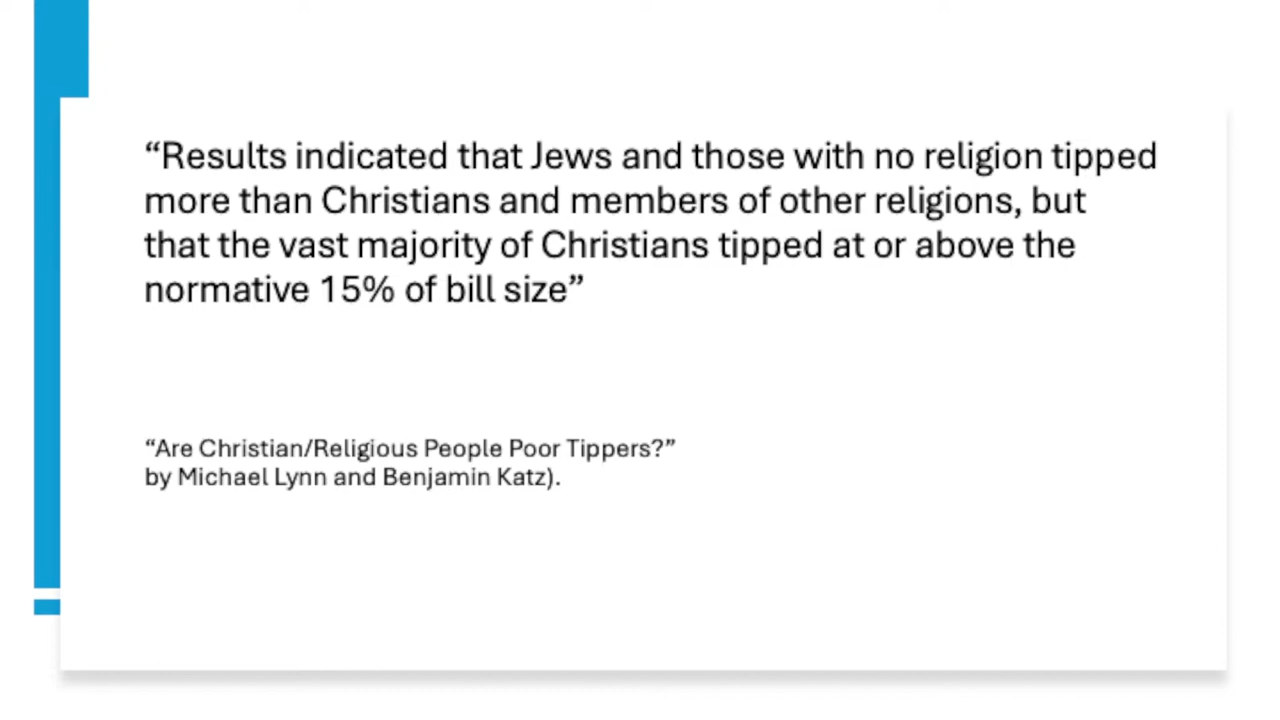 “Results indicated that Jews and those with no religion tipped
more than Christians and members of other religions, but
that the vast majority of Christians tipped at or above the
normative 15% of bill size”
“Are Christian/Religious People Poor Tippers?”
by Michael Lynn and Benjamin Katz).